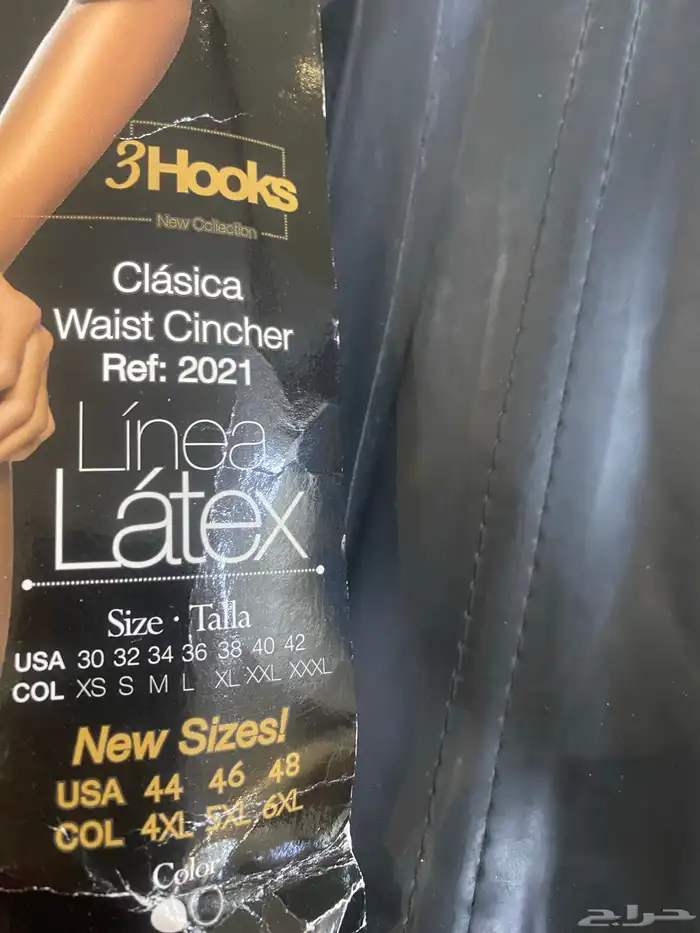 3Hooks
New Collection
Clásica
Waist Cincher
Ref: 2021
Línea
Látex
Size · Talla
USA 30 32 34 36 38 40 42
COL XS S M L XL XXL XXXL
New Sizes!
USA 44 46 48
COL 4XL 5XL 6XL
Color
حراج